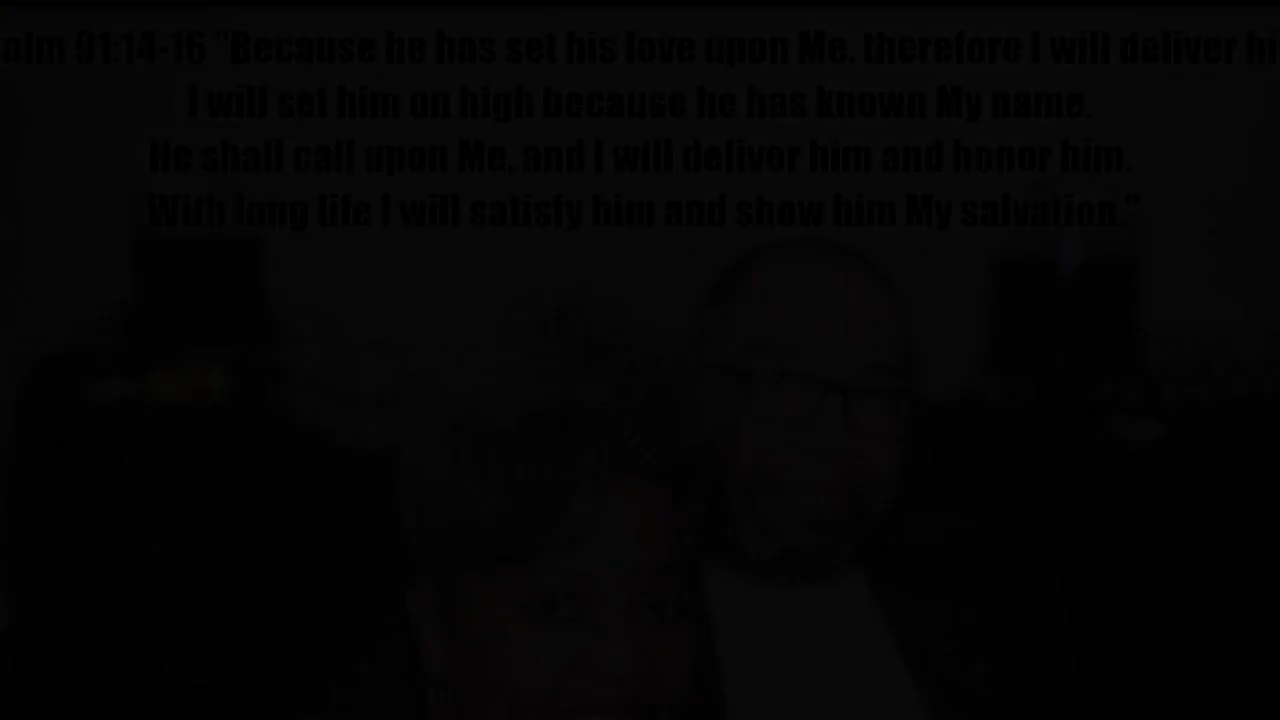 alm 91:14-16 "Because he has set his love upon Me, therefore I will deliver hi
I will set him on high because he has known My name.
He shall call upon Me, and I will deliver him and honor him.
With long life I will satisfy him and show him My salvation."